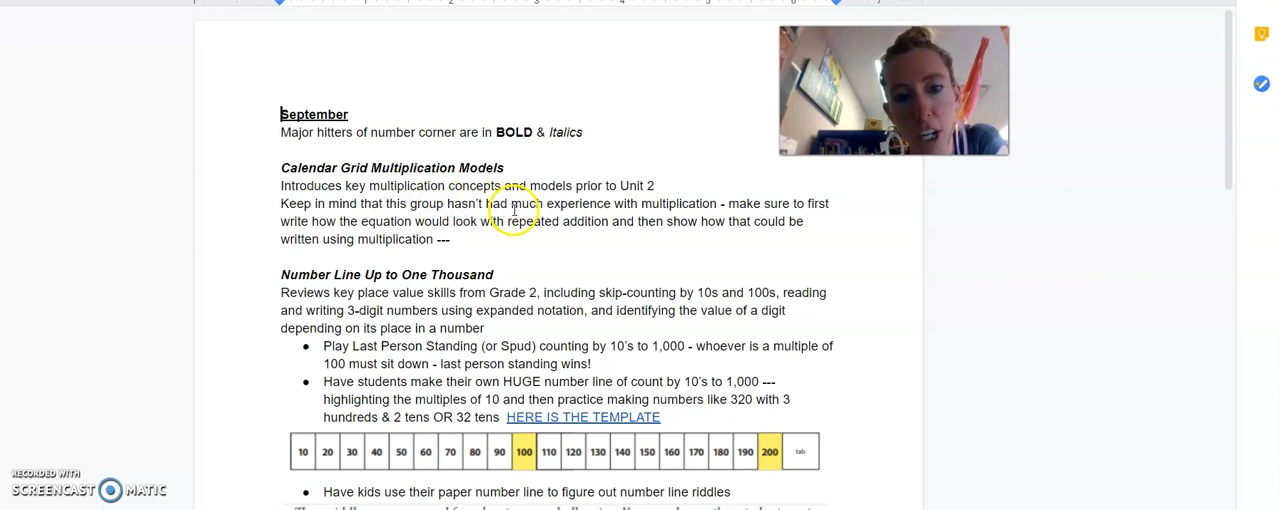 September
Major hitters of number corner are in BOLD & Italics
Calendar Grid Multiplication Models
Introduces key multiplication concepts and models prior to Unit 2
Keep in mind that this group hasn't had much experience with multiplication - make sure to first
write how the equation would look with repeated addition and then show how that could be
written using multiplication ---
Number Line Up to One Thousand
Reviews key place value skills from Grade 2, including skip-counting by 10s and 100s, reading
and writing 3-digit numbers using expanded notation, and identifying the value of a digit
depending on its place in a number
● Play Last Person Standing (or Spud) counting by 10's to 1,000 - whoever is a multiple of
100 must sit down - last person standing wins!
● Have students make their own HUGE number line of count by 10's to 1,000 ---
highlighting the multiples of 10 and then practice making numbers like 320 with 3
hundreds & 2 tens OR 32 tens HERE IS THE TEMPLATE
10 20 30 40 50 60 70 80 90 100 110 120 130 140 150 160 170 180 190 200 tab
● Have kids use their paper number line to figure out number line riddles
RECORDED WITH
SCREENCAST MATIC